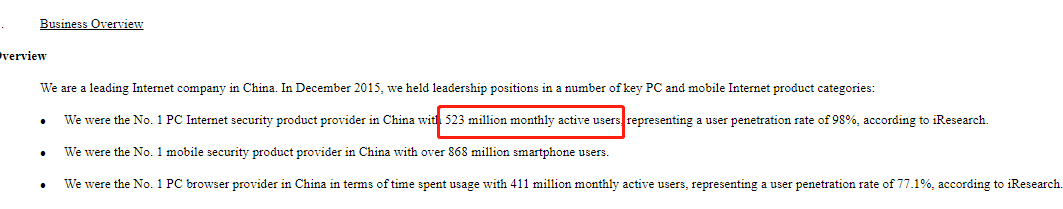 . Business Overview
Overview
We are a leading Internet company in China. In December 2015, we held leadership positions in a number of key PC and mobile Internet product categories:
● We were the No. 1 PC Internet security product provider in China with 523 million monthly active users, representing a user penetration rate of 98%, according to iResearch.
● We were the No. 1 mobile security product provider in China with over 868 million smartphone users.
● We were the No. 1 PC browser provider in China in terms of time spent usage with 411 million monthly active users, representing a user penetration rate of 77.1%, according to iResearch.